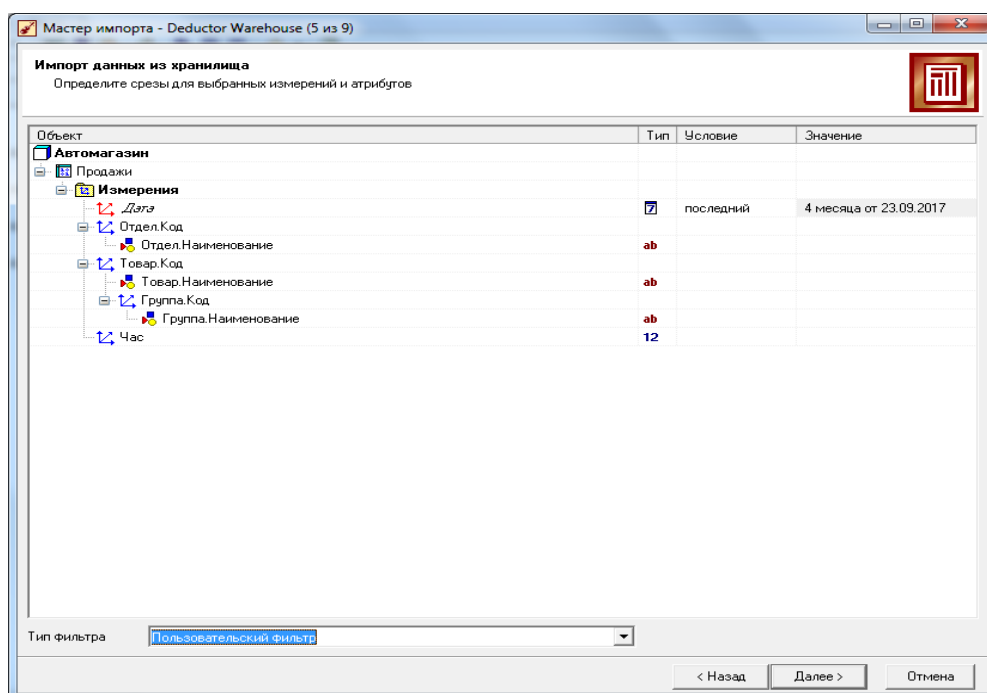 Мастер импорта - Deductor Warehouse (5 из 9)
Импорт данных из хранилища
Определите срезы для выбранных измерений и атрибутов
Объект Тип Условие Значение
Автомагазин
Продажи
Измерения
Дата 7 последний 4 месяца от 23.09.2017
Отдел.Код
Отдел.Наименование ab
Товар.Код
Товар.Наименование ab
Группа.Код
Группа.Наименование ab
Час 12
Тип фильтра Пользовательский фильтр
< Назад Далее > Отмена